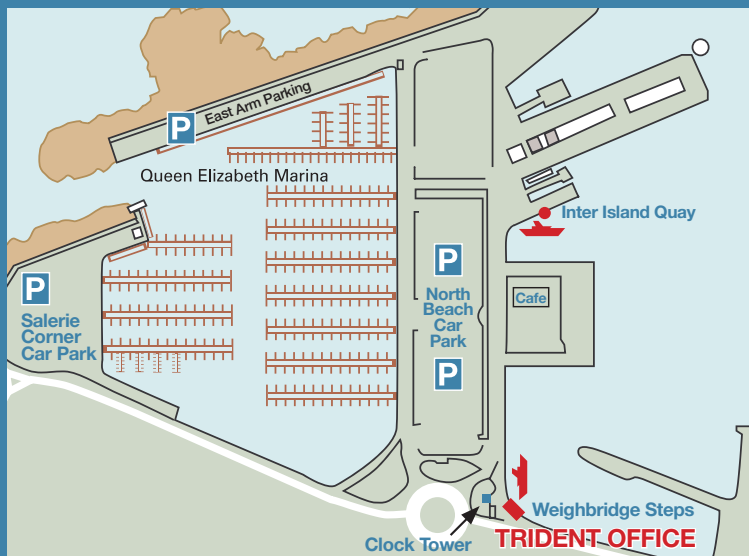 P
East Arm Parking
Queen Elizabeth Marina
Inter Island Quay
P
Salerie
Corner
Car Park
P
North
Beach
Car
Park
P
Cafe
Weighbridge Steps
TRIDENT OFFICE
Clock Tower